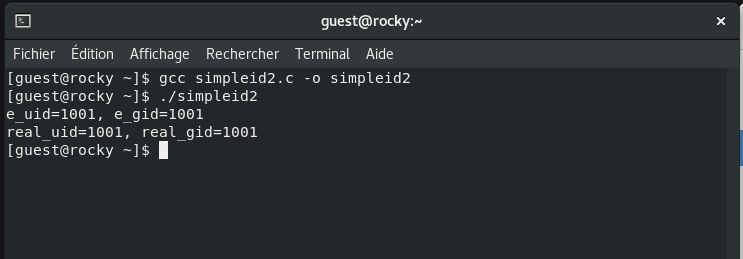 guest@rocky:~
Fichier Édition Affichage Rechercher Terminal Aide
[guest@rocky ~]$ gcc simpleid2.c -o simpleid2
[guest@rocky ~]$ ./simpleid2
e_uid=1001, e_gid=1001
real_uid=1001, real_gid=1001
[guest@rocky ~]$